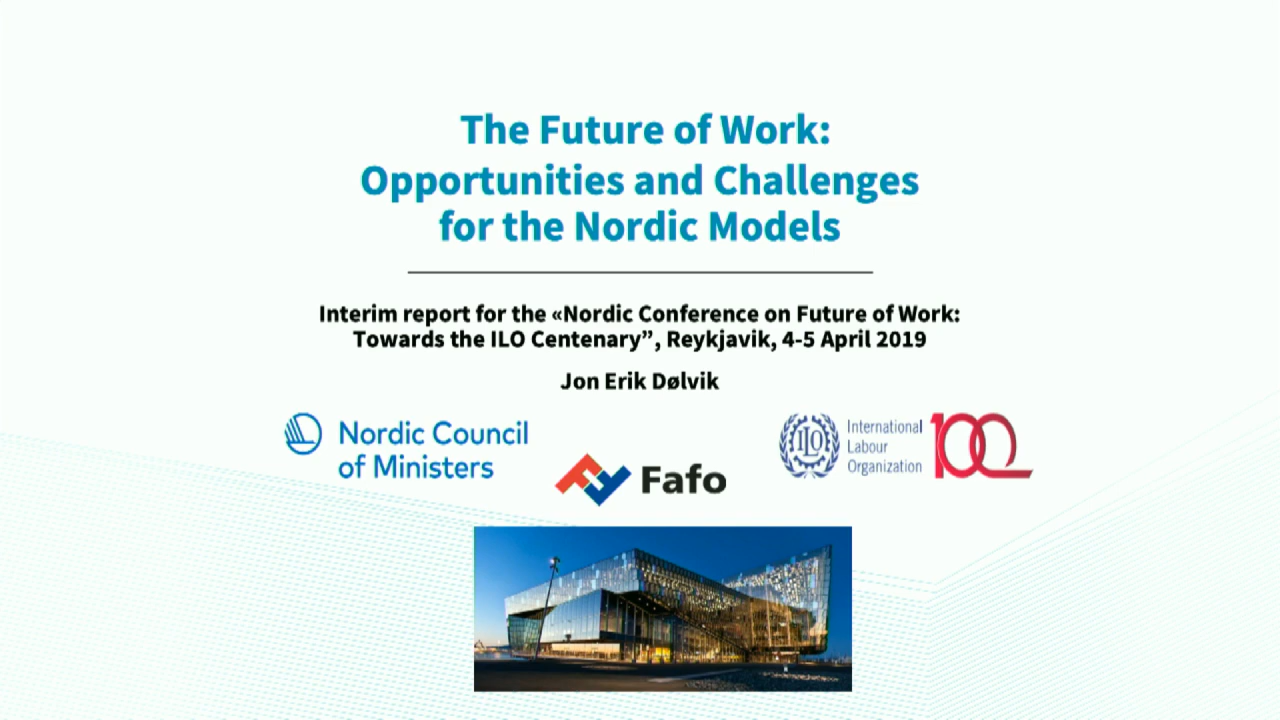 The Future of Work:
Opportunities and Challenges
for the Nordic Models
Interim report for the «Nordic Conference on Future of Work:
Towards the ILO Centenary”, Reykjavik, 4-5 April 2019
Jon Erik Dølvik
Nordic Council
of Ministers
Fafo
ILO
International
Labour
Organization
100